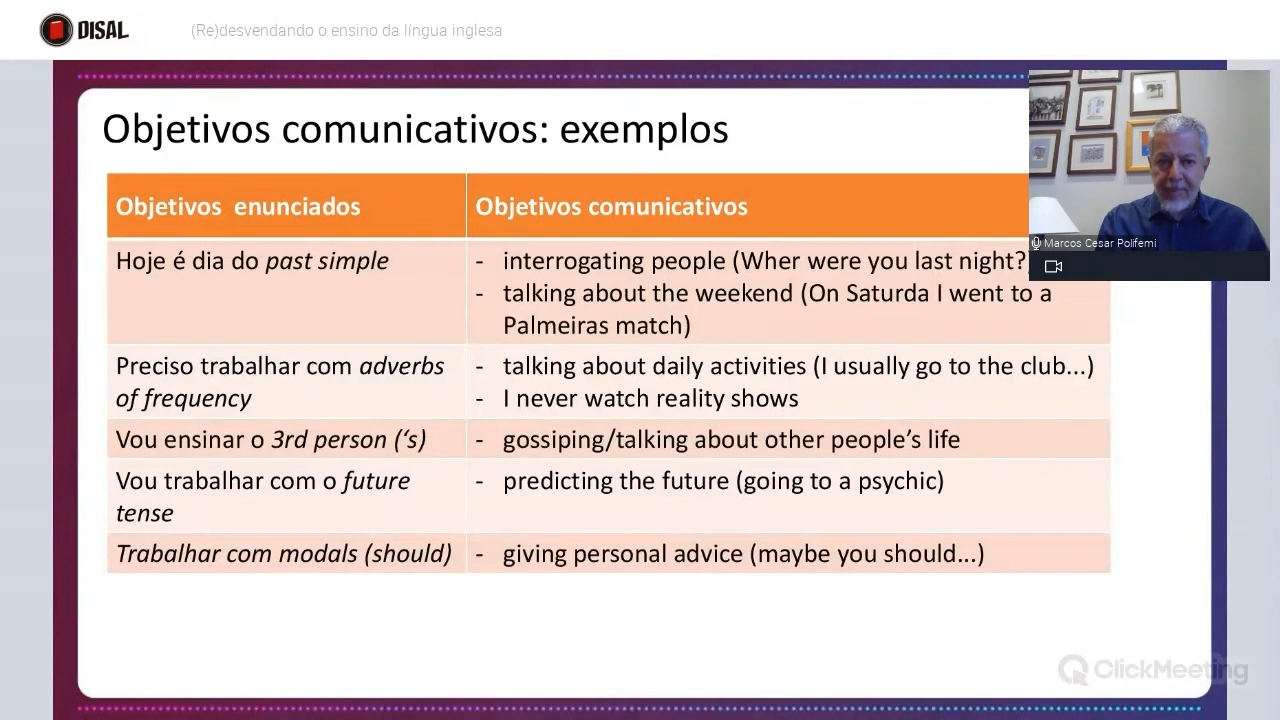 DISAL
(Re)desvendando o ensino da língua inglesa
Objetivos comunicativos: exemplos
Objetivos enunciados
Objetivos comunicativos
Hoje é dia do past simple
- interrogating people (Wher were you last night?
- talking about the weekend (On Saturda I went to a
Palmeiras match)
Preciso trabalhar com adverbs
of frequency
- talking about daily activities (I usually go to the club...)
- I never watch reality shows
Vou ensinar o 3rd person (‘s)
- gossiping/talking about other people’s life
Vou trabalhar com o future
tense
- predicting the future (going to a psychic)
Trabalhar com modals (should)
- giving personal advice (maybe you should...)
Marcos Cesar Polifemi
ClickMeeting